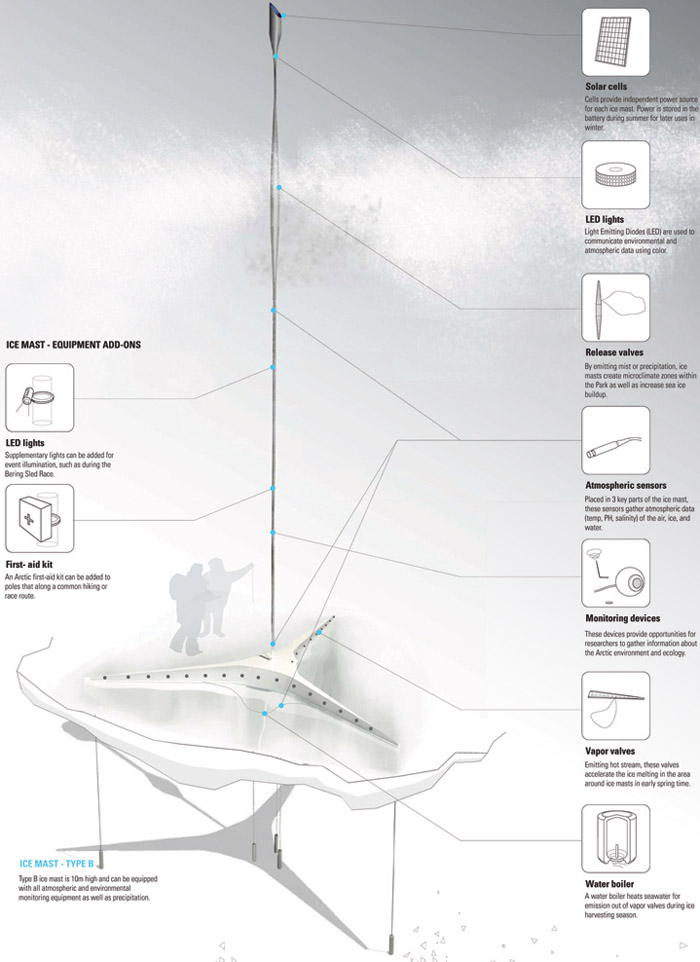 Solar cells
Cells provide independent power source
for each ice mast. Power is stored in the
battery during summer for later uses in
winter.
LED lights
Light Emitting Diodes (LED) are used to
communicate environmental and
atmospheric data using color.
Release valves
By emitting mist or precipitation, ice
masts create microclimate zones within
the Park as well as increase sea ice
buildup.
ICE MAST - EQUIPMENT ADD-ONS
LED lights
Supplementary lights can be added for
event illumination, such as during the
Bering Sled Race.
First- aid kit
An Arctic first-aid kit can be added to
poles that along a common hiking or
race route.
Atmospheric sensors
Placed in 3 key parts of the ice mast,
these sensors gather atmospheric data
(temp, PH, salinity) of the air, ice, and
water.
Monitoring devices
These devices provide opportunities for
researchers to gather information about
the Arctic environment and ecology.
Vapor valves
Emitting hot stream, these valves
accelerate the ice melting in the area
around ice masts in early spring time.
Water boiler
A water boiler heats seawater for
emission out of vapor valves during ice
harvesting season.
ICE MAST - TYPE B
Type B ice mast is 10m high and can be equipped
with all atmospheric and environmental
monitoring equipment as well as precipitation.